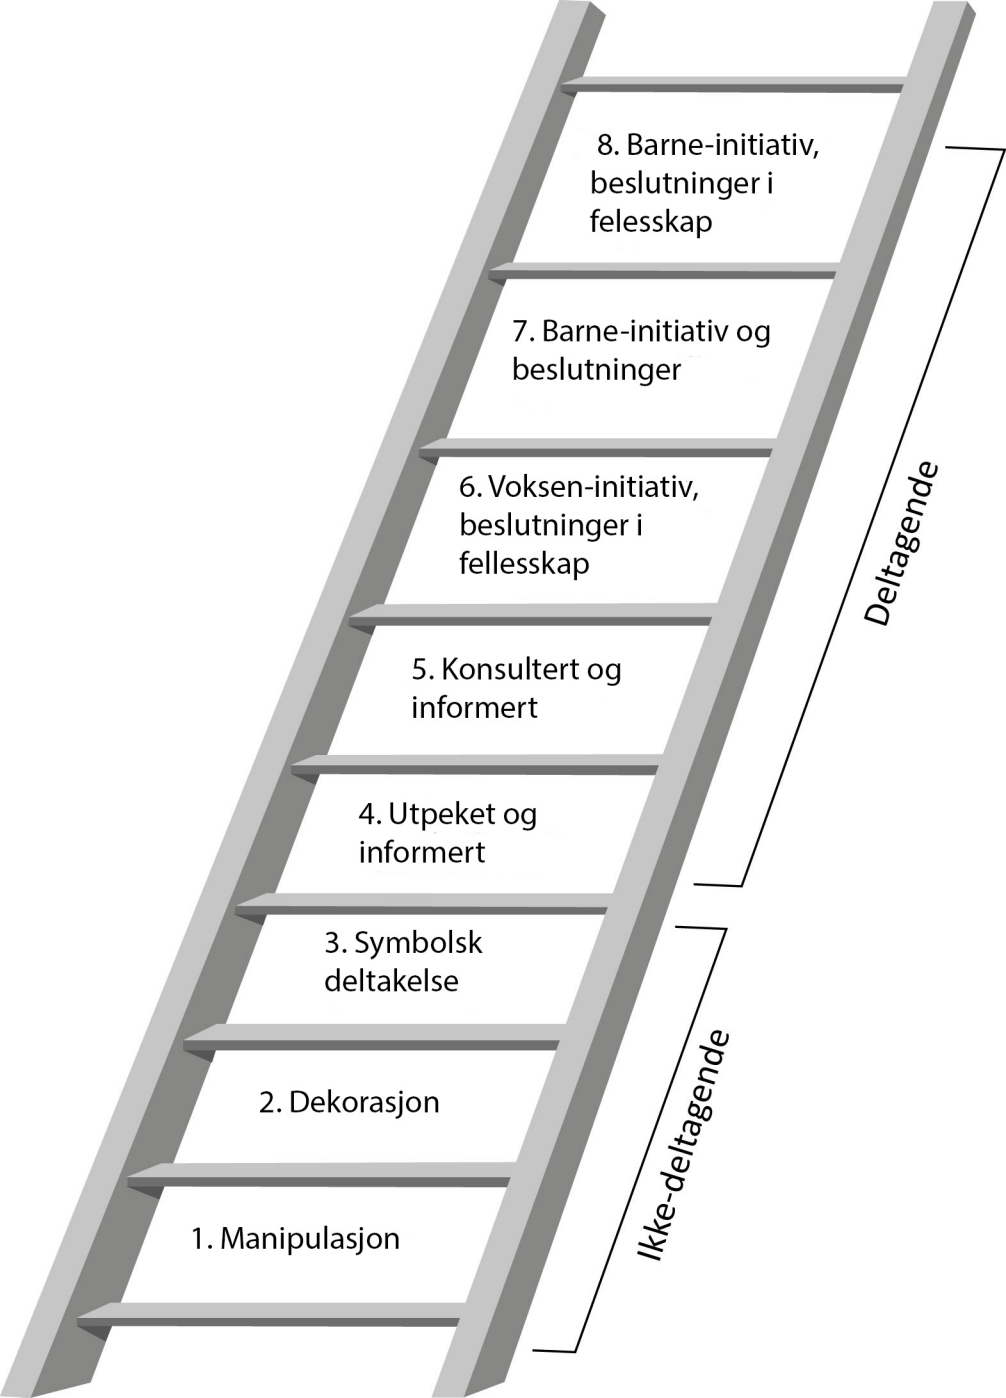 8. Barne-initiativ,
beslutninger i
felesskap
7. Barne-initiativ og
beslutninger
6. Voksen-initiativ,
beslutninger i
fellesskap
5. Konsultert og
informert
4. Utpeket og
informert
3. Symbolsk
deltakelse
2. Dekorasjon
1. Manipulasjon
Deltagende
Ikke-deltagende